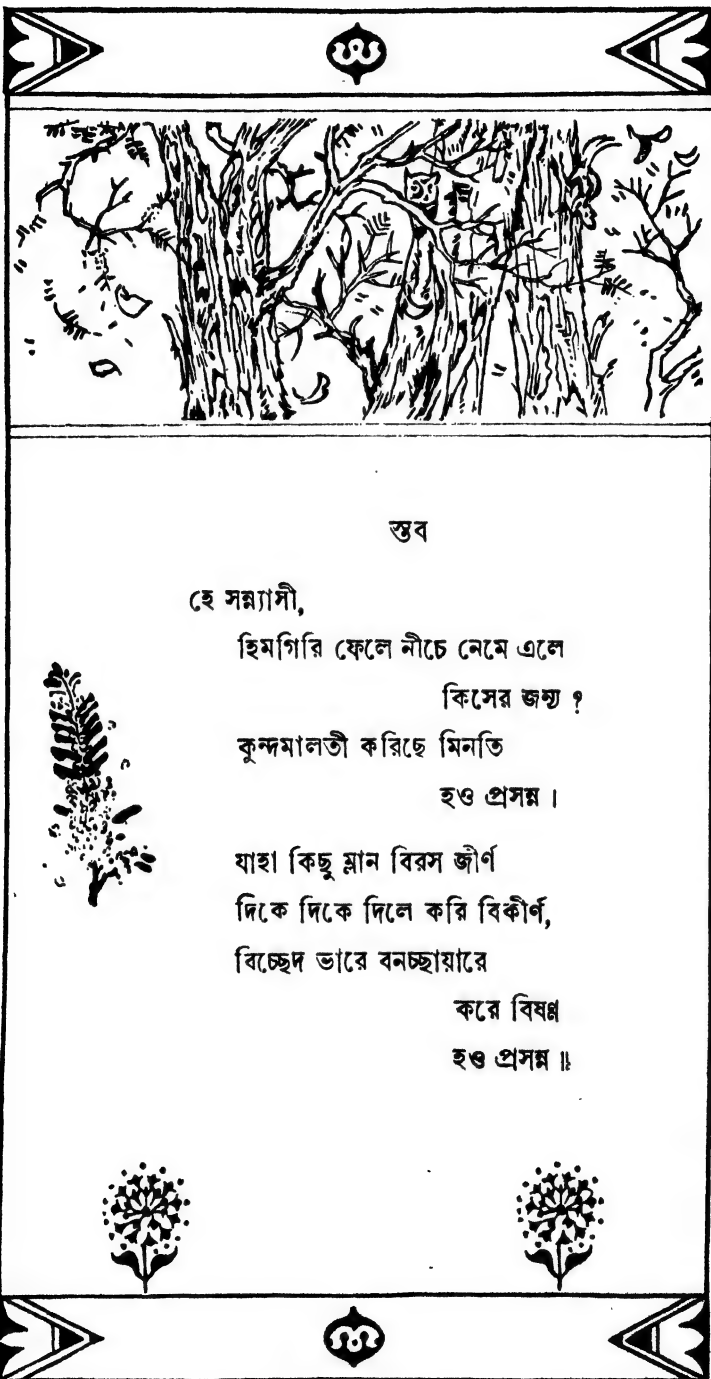 স্তব
হে সন্ন্যাসী,
হিমগিরি ফেলে নীচে নেমে এলে
কিসের জন্য ?
কুন্দমালতী করিছে মিনতি
হও প্রসন্ন ।
যাহা কিছু ম্লান বিরস জীর্ণ
দিকে দিকে দিলে করি বিকীর্ণ,
বিচ্ছেদ ভারে বনচ্ছায়ারে
করে বিষণ্ণ
হও প্রসন্ন ॥